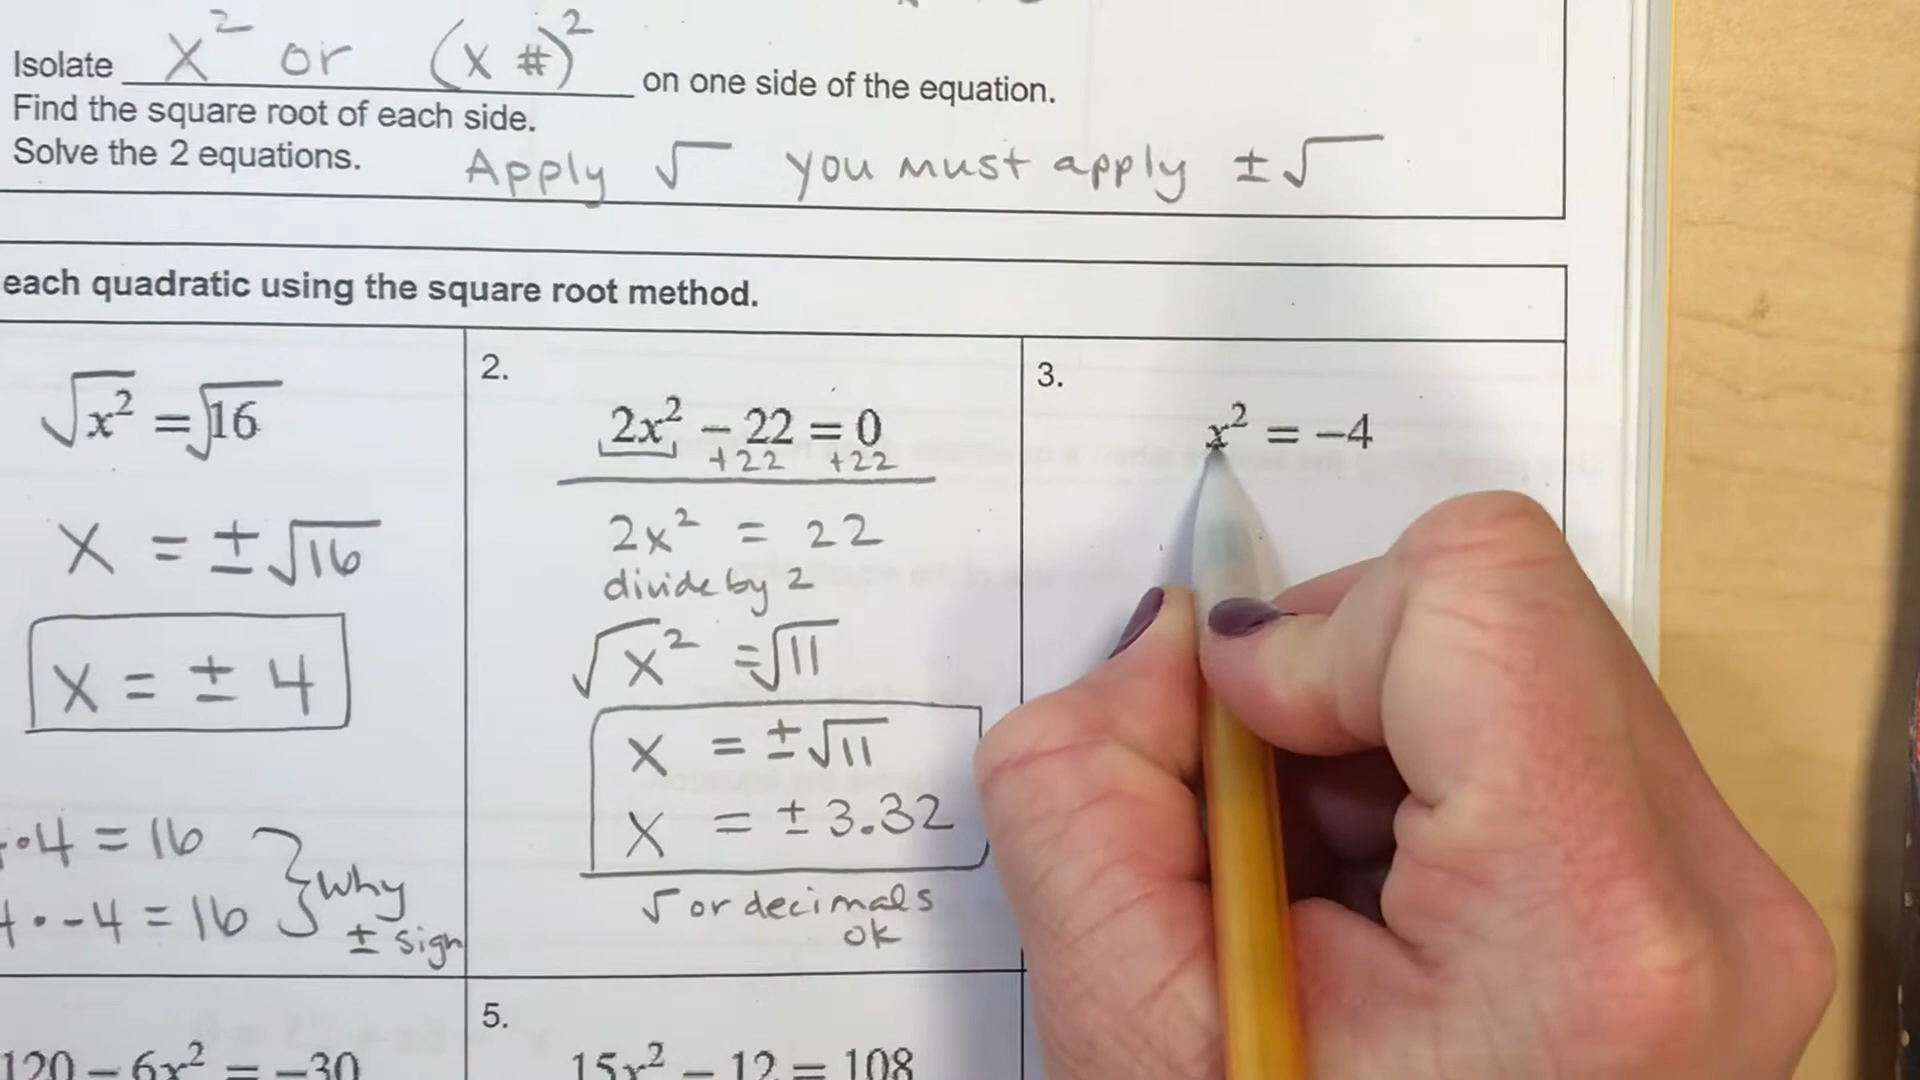 Isolate x² or (x #)² on one side of the equation.
Find the square root of each side.
Solve the 2 equations. Apply √ you must apply ±√
each quadratic using the square root method.
√x² = √16
x = ±√16
x = ± 4
·4 = 16
4 · -4 = 16
} why
± sign
2.
2x² − 22 = 0
+22 +22
2x² = 22
divide by 2
√x² = √11
x = ±√11
x = ± 3.32
√ or decimals
ok
3.
x² = −4
120 − 6x² = −30
5.
15x² − 12 = 108